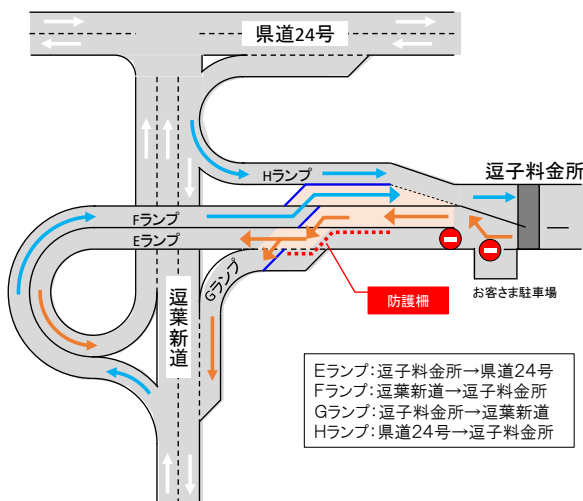 県道24号
Hランプ
逗子料金所
Fランプ
Eランプ
Gランプ
逗葉新道
防護柵
お客さま駐車場
Eランプ:逗子料金所→県道24号
Fランプ:逗葉新道→逗子料金所
Gランプ:逗子料金所→逗葉新道
Hランプ:県道24号→逗子料金所